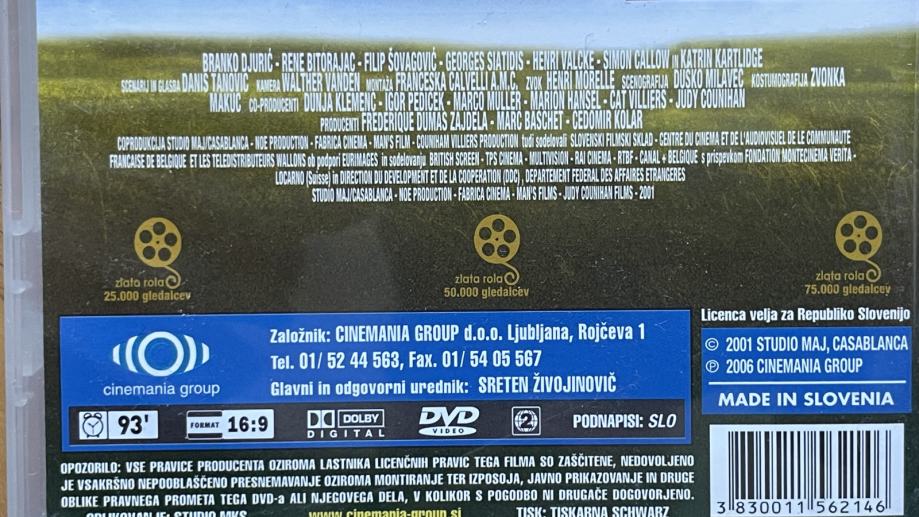 BRANKO DJURIĆ - RENE BITORAJAC - FILIP ŠOVAGOVIĆ - GEORGES SIATIDIS - HENRI VALCKE - SIMON CALLOW in KATRIN KARTLIDGE
SCENARIJ IN GLASBA DANIS TANOVIĆ KAMERA WALTHER VANDEN MONTAŽA FRANCESKA CALVELLI A.M.C. ZVOK HENRI MORELLE SCENOGRAFIJA DUŠKO MILAVEC KOSTUMOGRAFIJA ZVONKA
MAKUC CO-PRODUCENTI DUNJA KLEMENC - IGOR PEDIČEK - MARCO MULLER - MARION HANSEL - CAT VILLIERS - JUDY COUNIHAN
PRODUCENTI FREDERIQUE DUMAS ZAJDELA - MARC BASCHET - ČEDOMIR KOLAR
COPRODUKCIJA STUDIO MAJ/CASABLANCA - NOE PRODUCTION - FABRICA CINEMA - MAN'S FILM - COUNIHAM VILLIERS PRODUCTION tudi sodelovali SLOVENSKI FILMSKI SKLAD - CENTRE DU CINEMA ET DE L'AUDIOVISUEL DE LE COMMUNAUTE
FRANCAISE DE BELGIQUE ET LES TELEDISTRIBUTEURS WALLONS ob podpori EURIMAGES in sodelovanju BRITISH SCREEN - TPS CINEMA - MULTIVISION - RAI CINEMA - RTBF - CANAL + BELGIQUE s prispevkom FONDATION MONTECINEMA VERITA -
LOCARNO (Suisse) in DIRECTION DU DEVELOPMENT ET DE LA COOPERATION (DDC) , DEPARTEMENT FEDERAL DES AFFAIRES ETRANGERES
STUDIO MAJ/CASABLANCA - NOE PRODUCTION - FABRICA CINEMA - MAN'S FILMS - JUDY COUNIHAN FILMS - 2001
zlata rola
25.000 gledalcev
zlata rola
50.000 gledalcev
zlata rola
75.000 gledalcev
cinemania group
Založnik: CINEMANIA GROUP d.o.o. Ljubljana, Rojčeva 1
Tel. 01/ 52 44 563, Fax. 01/ 54 05 567
Glavni in odgovorni urednik: SRETEN ŽIVOJINOVIČ
93'
FORMAT 16:9
DOLBY
DIGITAL
DVD
VIDEO
2
PODNAPISI: SLO
Licenca velja za Republiko Slovenijo
© 2001 STUDIO MAJ, CASABLANCA
℗ 2006 CINEMANIA GROUP
MADE IN SLOVENIA
3 830011 562146
OPOZORILO: VSE PRAVICE PRODUCENTA OZIROMA LASTNIKA LICENČNIH PRAVIC TEGA FILMA SO ZAŠČITENE, NEDOVOLJENO
JE VSAKRŠNO NEPOOBLAŠČENO PRESNEMAVANJE OZIROMA MONTIRANJE TER IZPOSOJA, JAVNO PRIKAZOVANJE IN DRUGE
OBLIKE PRAVNEGA PROMETA TEGA DVD-a ALI NJEGOVEGA DELA, V KOLIKOR S POGODBO NI DRUGAČE DOGOVORJENO.
OBLIKOVANJE: STUDIO MKS
www.cinemania-group.si
TISK: TISKARNA SCHWARZ